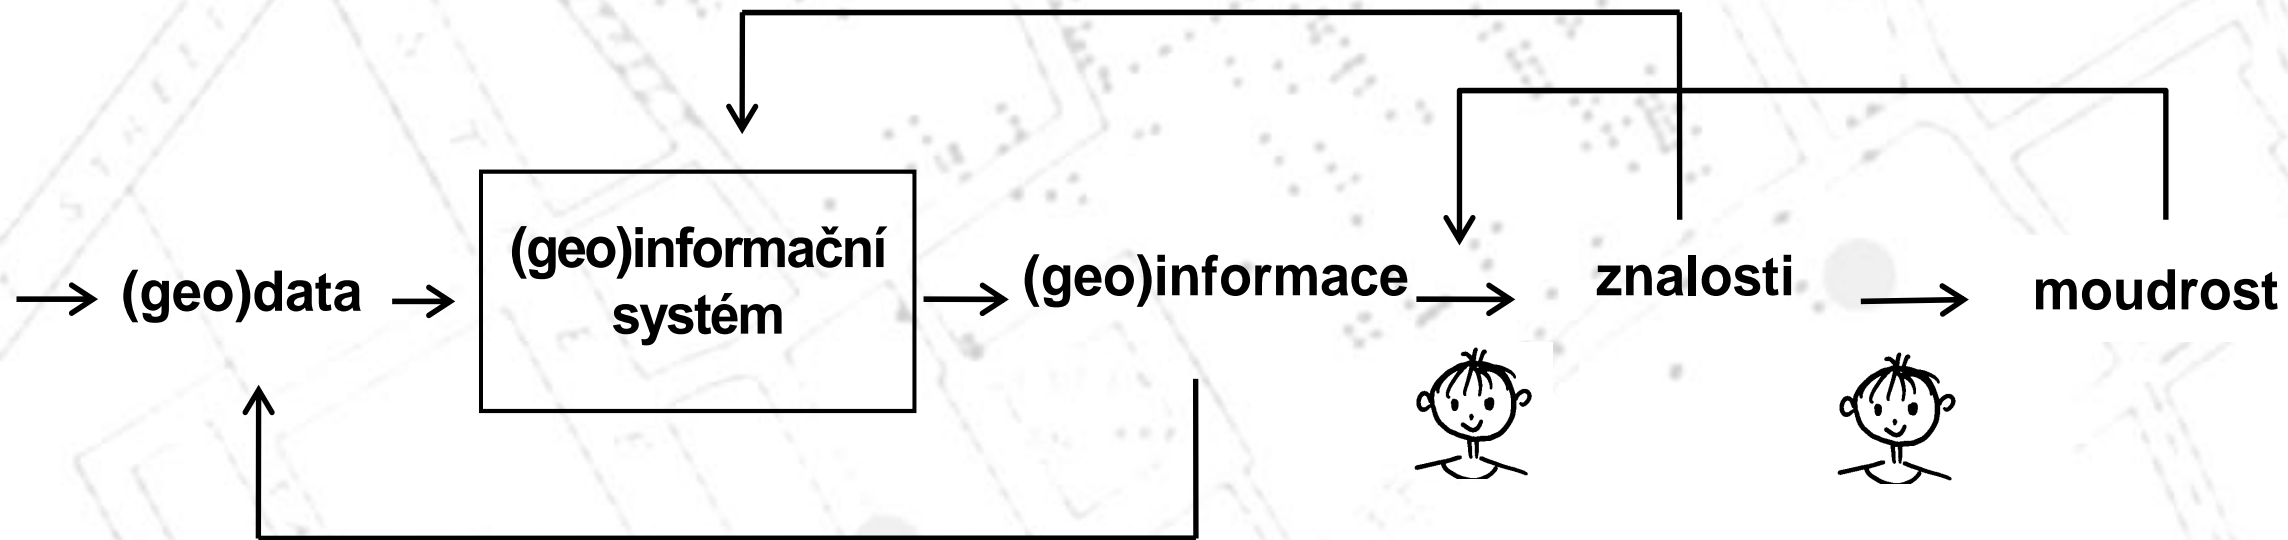 (geo)data
(geo)informační
systém
(geo)informace
znalosti
moudrost